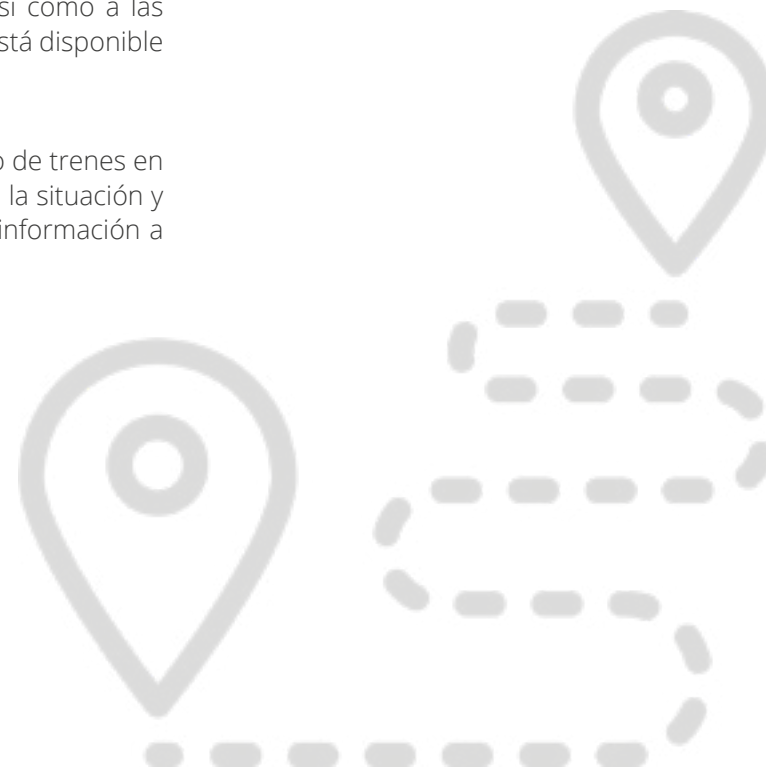 sí como a las
stá disponible
o de trenes en
la situación y
información a